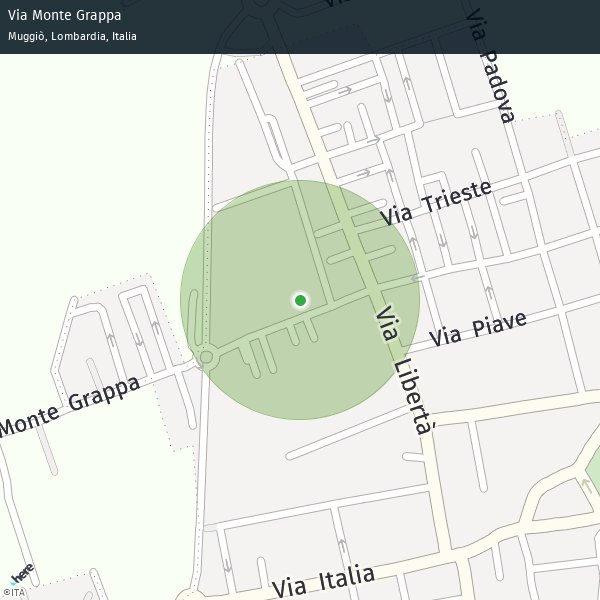 Via Monte Grappa
Muggiò, Lombardia, Italia
Via Padova
Via Trieste
Via Piave
Via Libertà
Monte Grappa
Via Italia
here
©ITA